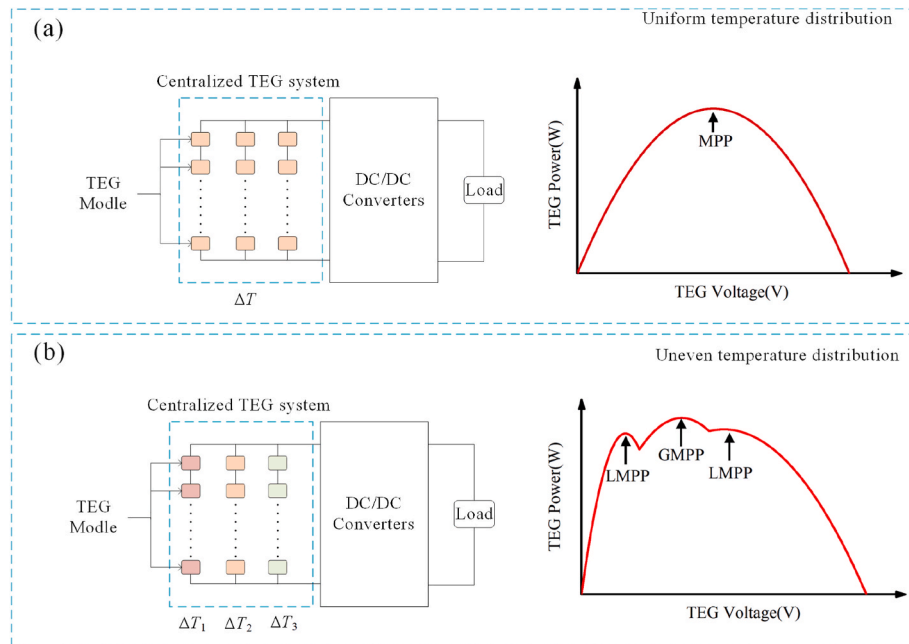 (a)
Uniform temperature distribution
Centralized TEG system
TEG
Modle
DC/DC
Converters
Load
ΔT
TEG Power(W)
MPP
TEG Voltage(V)
(b)
Uneven temperature distribution
Centralized TEG system
TEG
Modle
DC/DC
Converters
Load
ΔT₁ ΔT₂ ΔT₃
TEG Power(W)
LMPP
GMPP
LMPP
TEG Voltage(V)